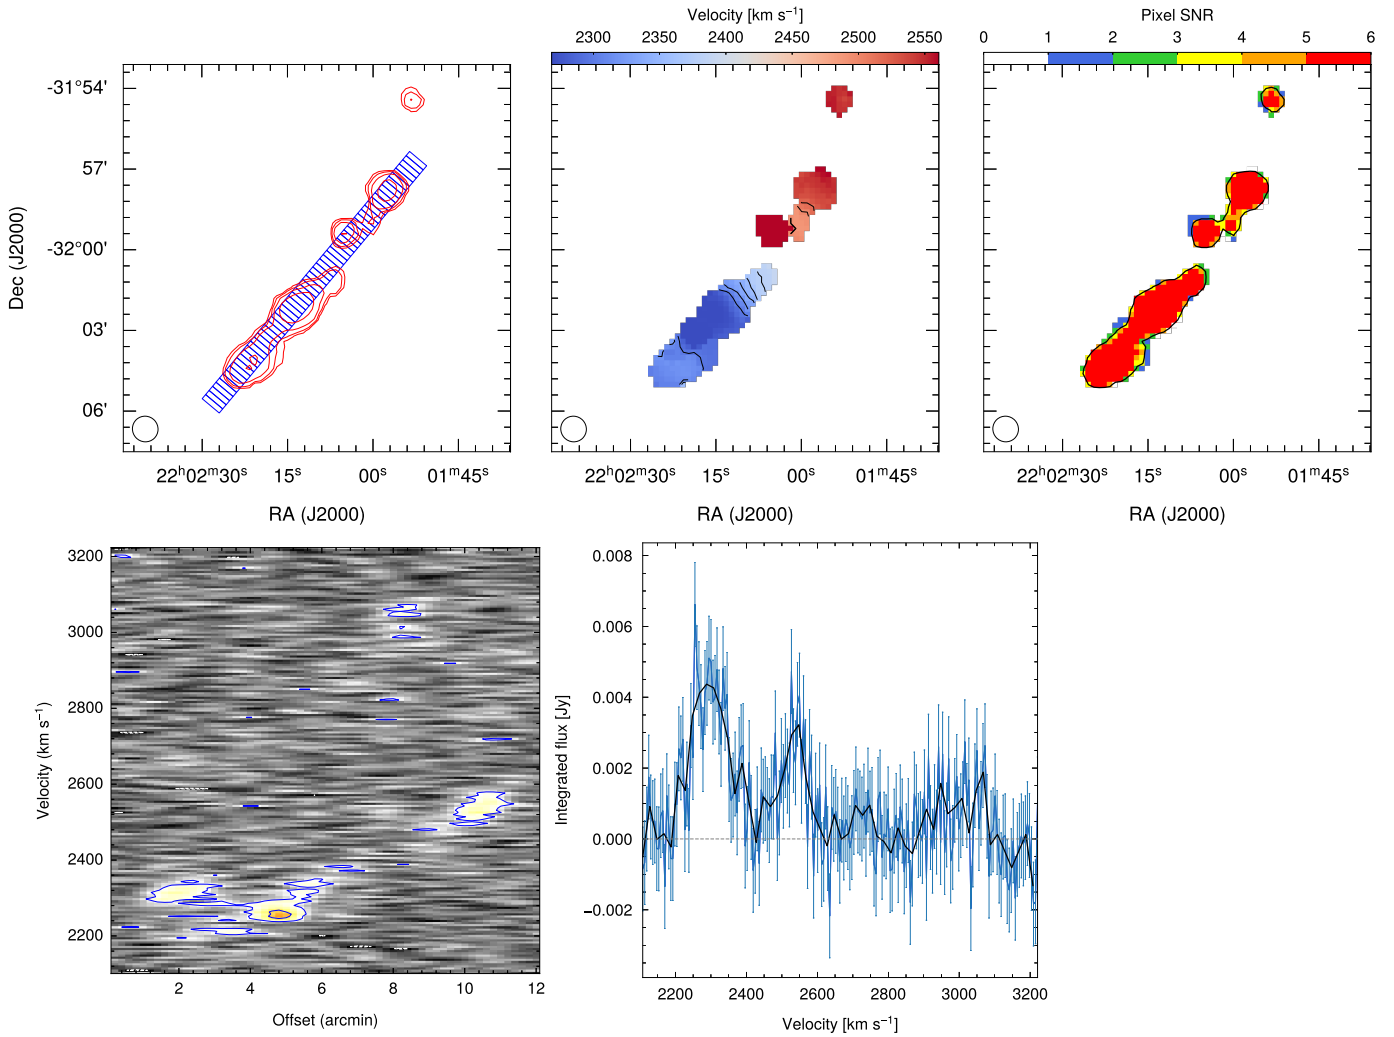 Velocity [km s⁻¹]
Pixel SNR
2300 2350 2400 2450 2500 2550
0 1 2 3 4 5 6
-31°54'
57'
-32°00'
03'
06'
Dec (J2000)
22ʰ02ᵐ30ˢ 15ˢ 00ˢ 01ᵐ45ˢ
22ʰ02ᵐ30ˢ 15ˢ 00ˢ 01ᵐ45ˢ
22ʰ02ᵐ30ˢ 15ˢ 00ˢ 01ᵐ45ˢ
RA (J2000)
RA (J2000)
RA (J2000)
3200
3000
2800
2600
2400
2200
Velocity (km s⁻¹)
2 4 6 8 10 12
Offset (arcmin)
0.008
0.006
0.004
0.002
0.000
−0.002
Integrated flux [Jy]
2200 2400 2600 2800 3000 3200
Velocity [km s⁻¹]